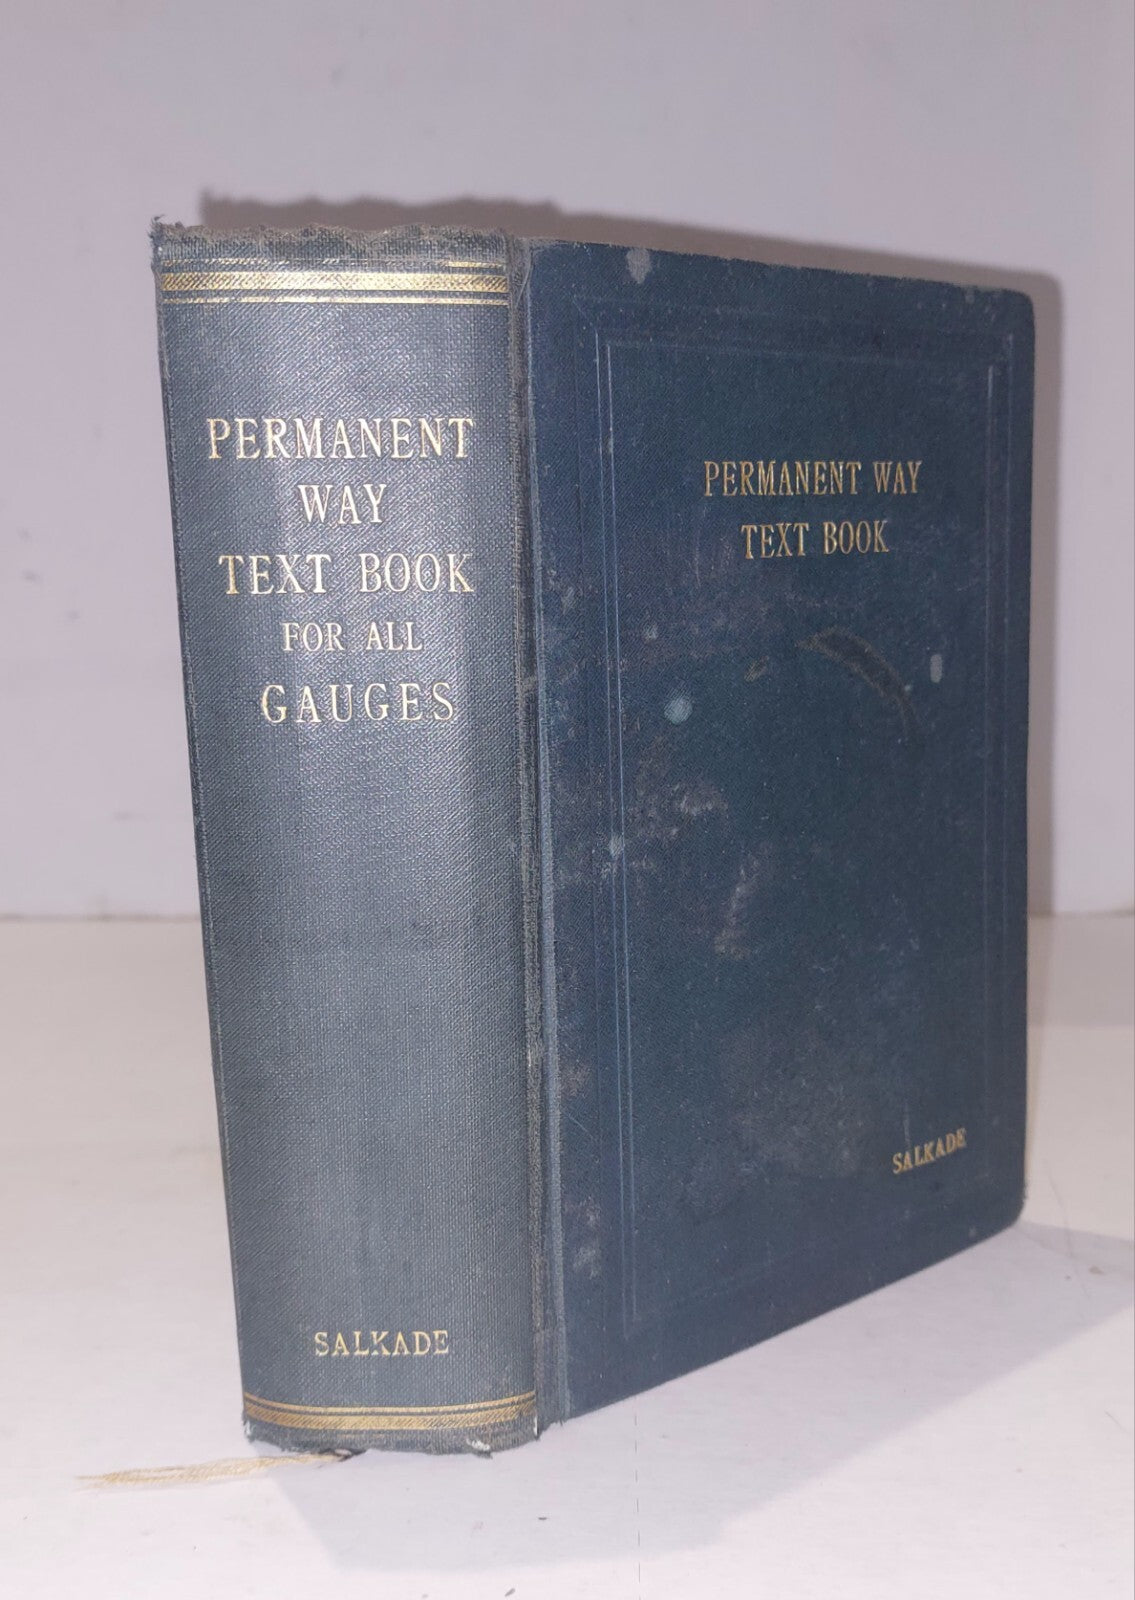 PERMANENT
WAY
TEXT BOOK
FOR ALL
GAUGES
SALKADE
PERMANENT WAY
TEXT BOOK
SALKADE